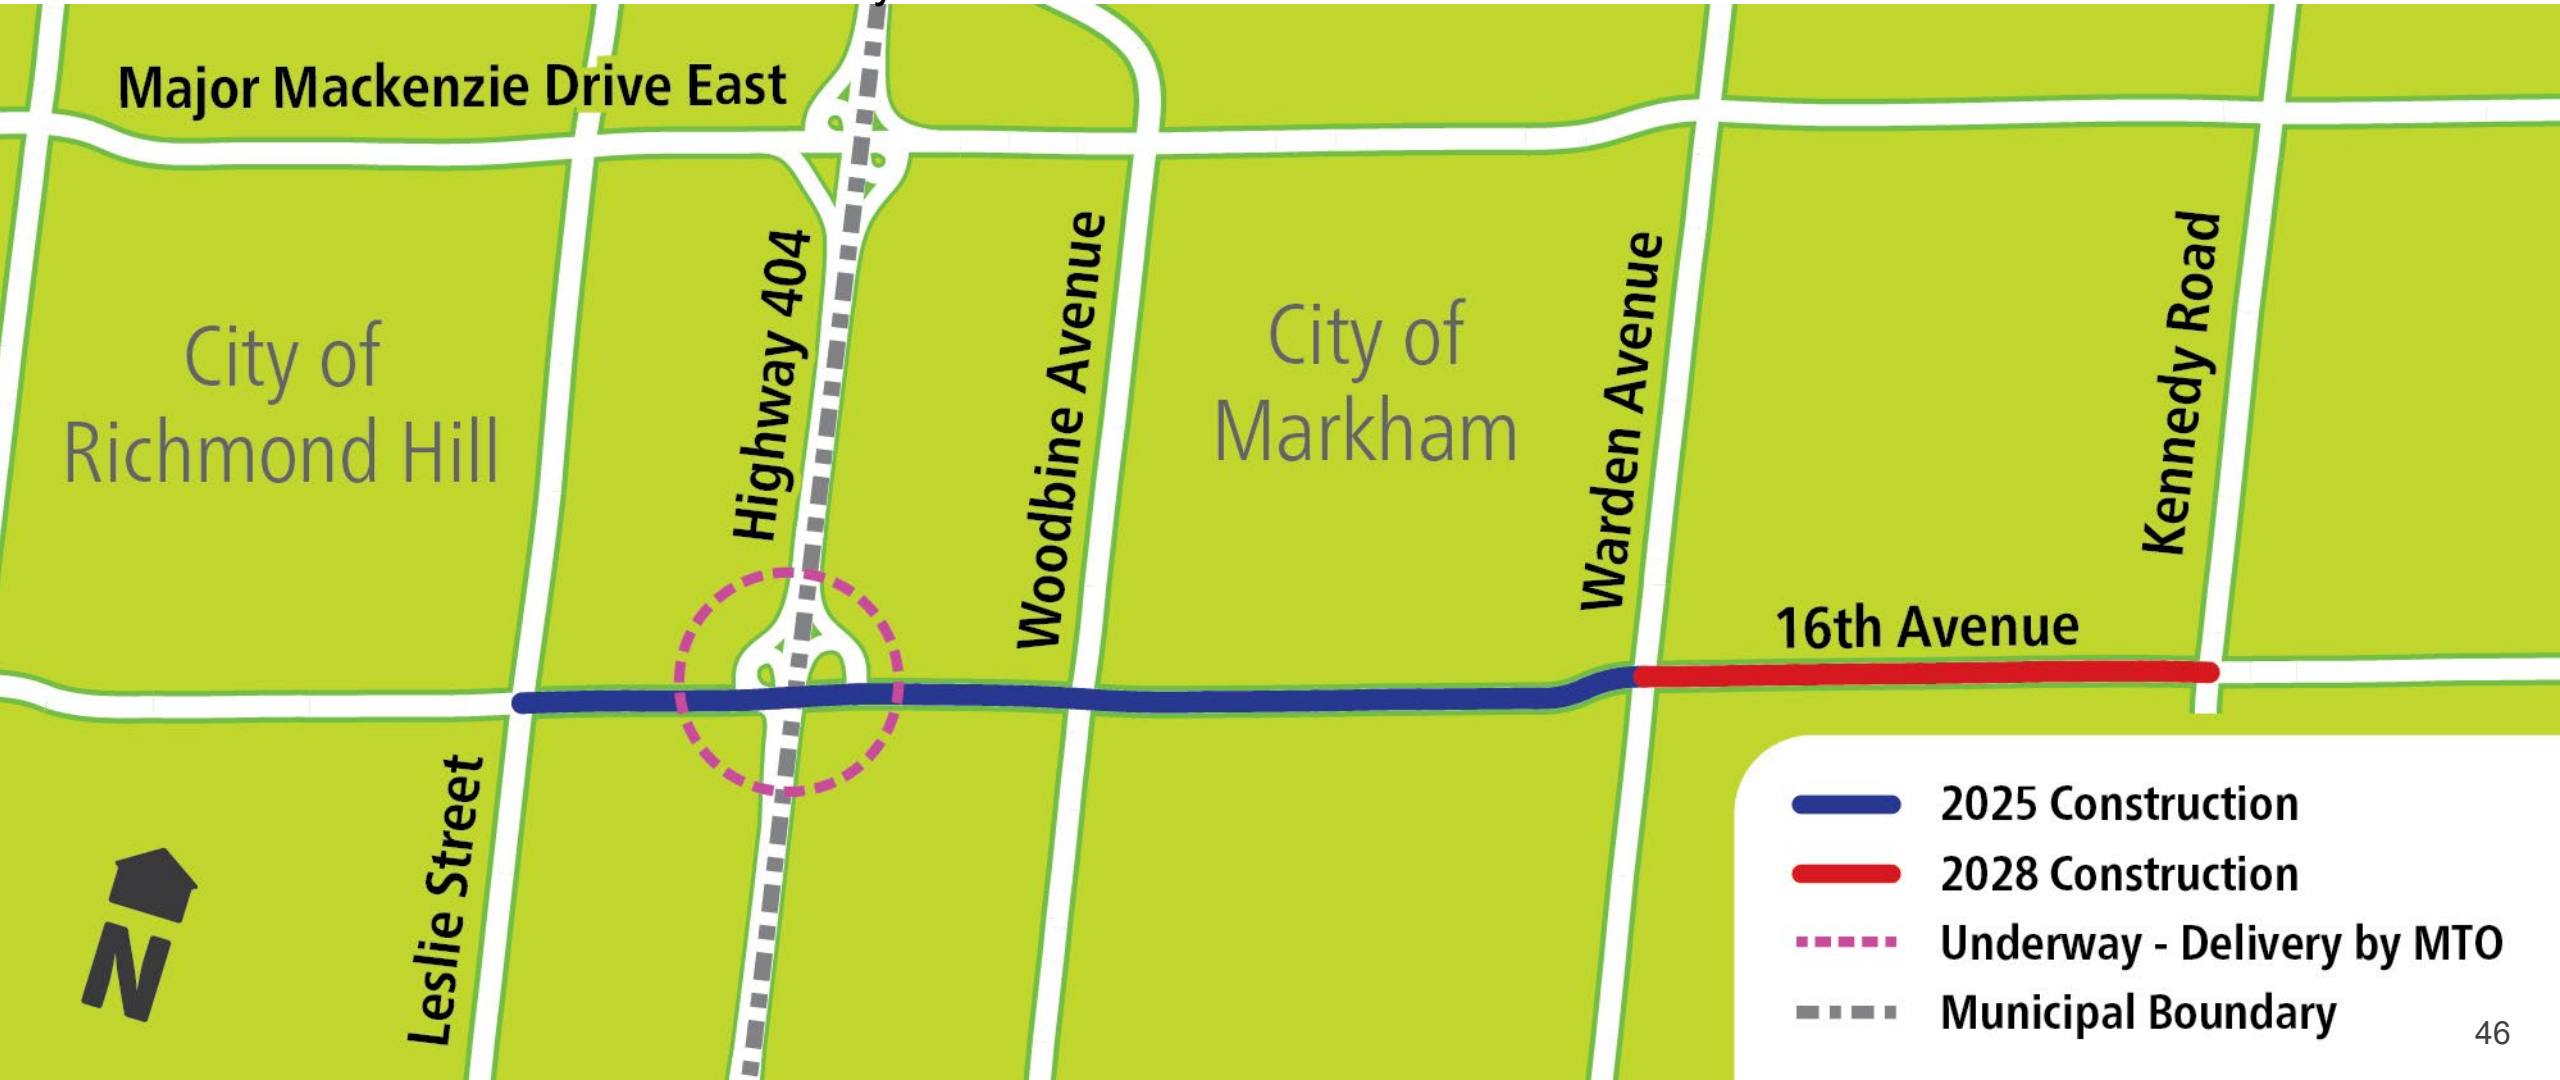 Major Mackenzie Drive East
Highway 404
Woodbine Avenue
Warden Avenue
Kennedy Road
City of
Richmond Hill
City of
Markham
16th Avenue
Leslie Street
N
2025 Construction
2028 Construction
Underway - Delivery by MTO
Municipal Boundary
46